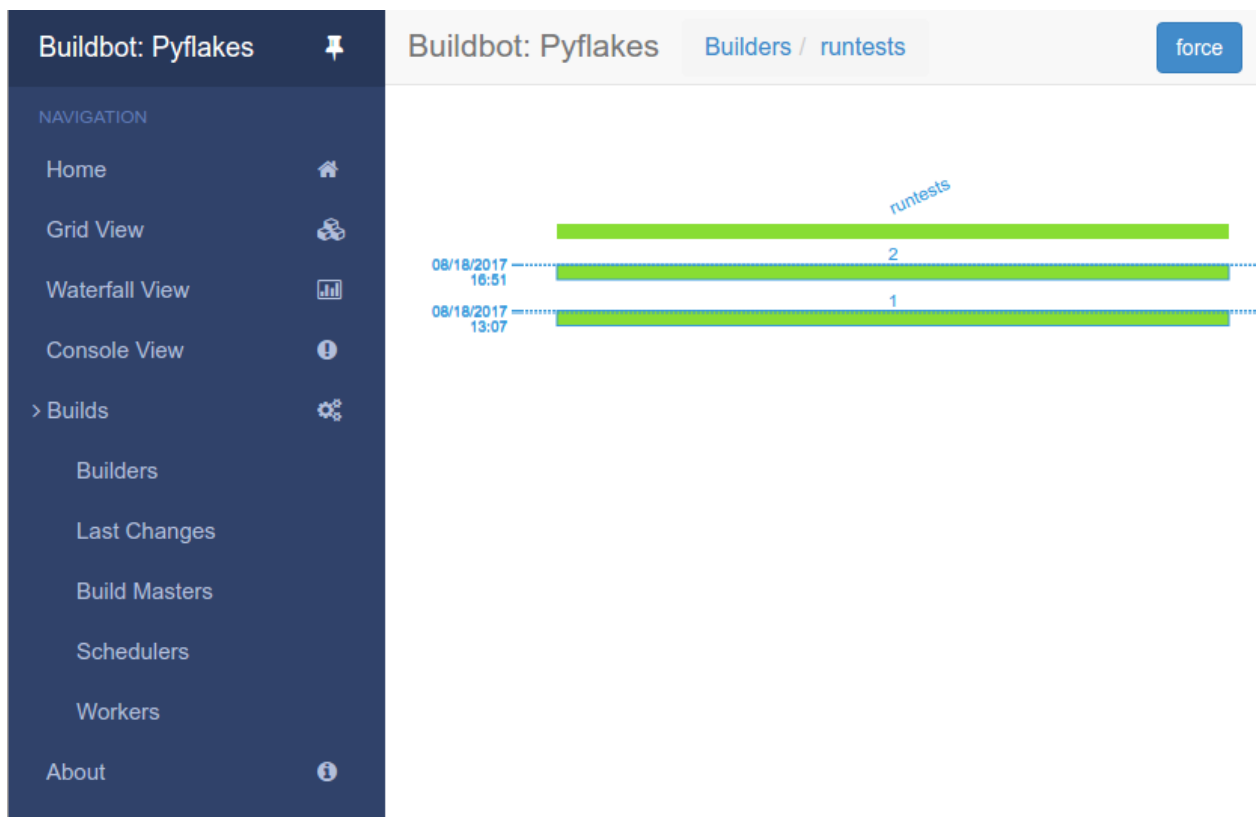 Buildbot: Pyflakes
NAVIGATION
Home
Grid View
Waterfall View
Console View
> Builds
Builders
Last Changes
Build Masters
Schedulers
Workers
About
Buildbot: Pyflakes Builders / runtests force
runtests
2
08/18/2017
16:51
1
08/18/2017
13:07